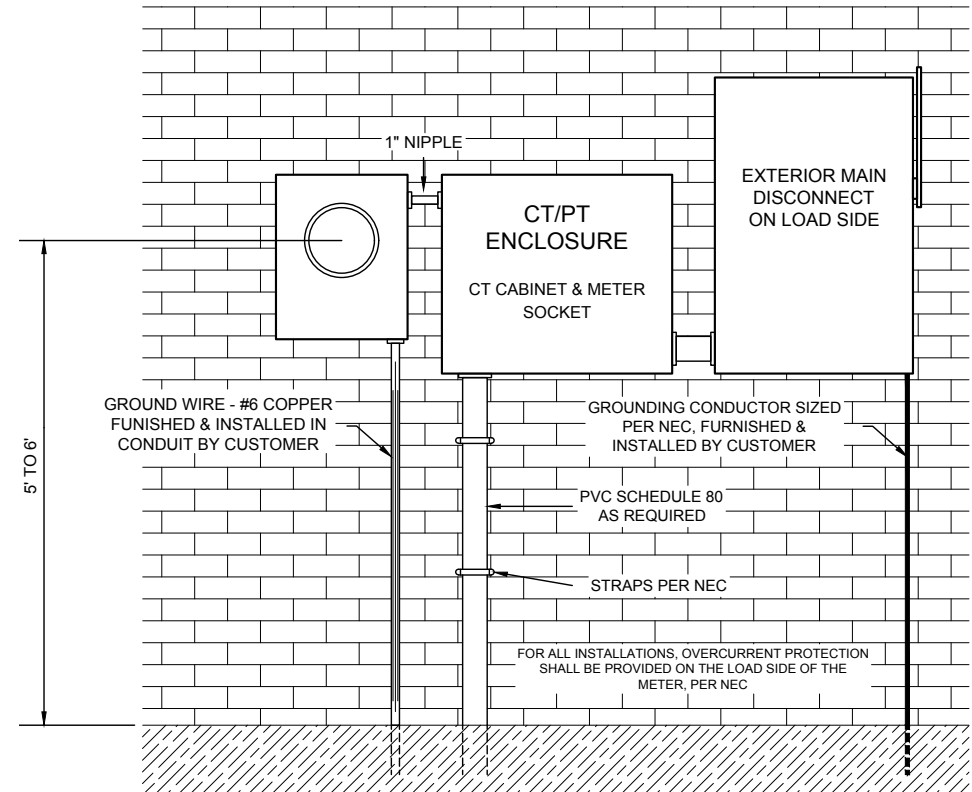 1" NIPPLE
CT/PT
ENCLOSURE
CT CABINET & METER
SOCKET
EXTERIOR MAIN
DISCONNECT
ON LOAD SIDE
5' TO 6'
GROUND WIRE - #6 COPPER
FUNISHED & INSTALLED IN
CONDUIT BY CUSTOMER
GROUNDING CONDUCTOR SIZED
PER NEC, FURNISHED &
INSTALLED BY CUSTOMER
PVC SCHEDULE 80
AS REQUIRED
STRAPS PER NEC
FOR ALL INSTALLATIONS, OVERCURRENT PROTECTION
SHALL BE PROVIDED ON THE LOAD SIDE OF THE
METER, PER NEC